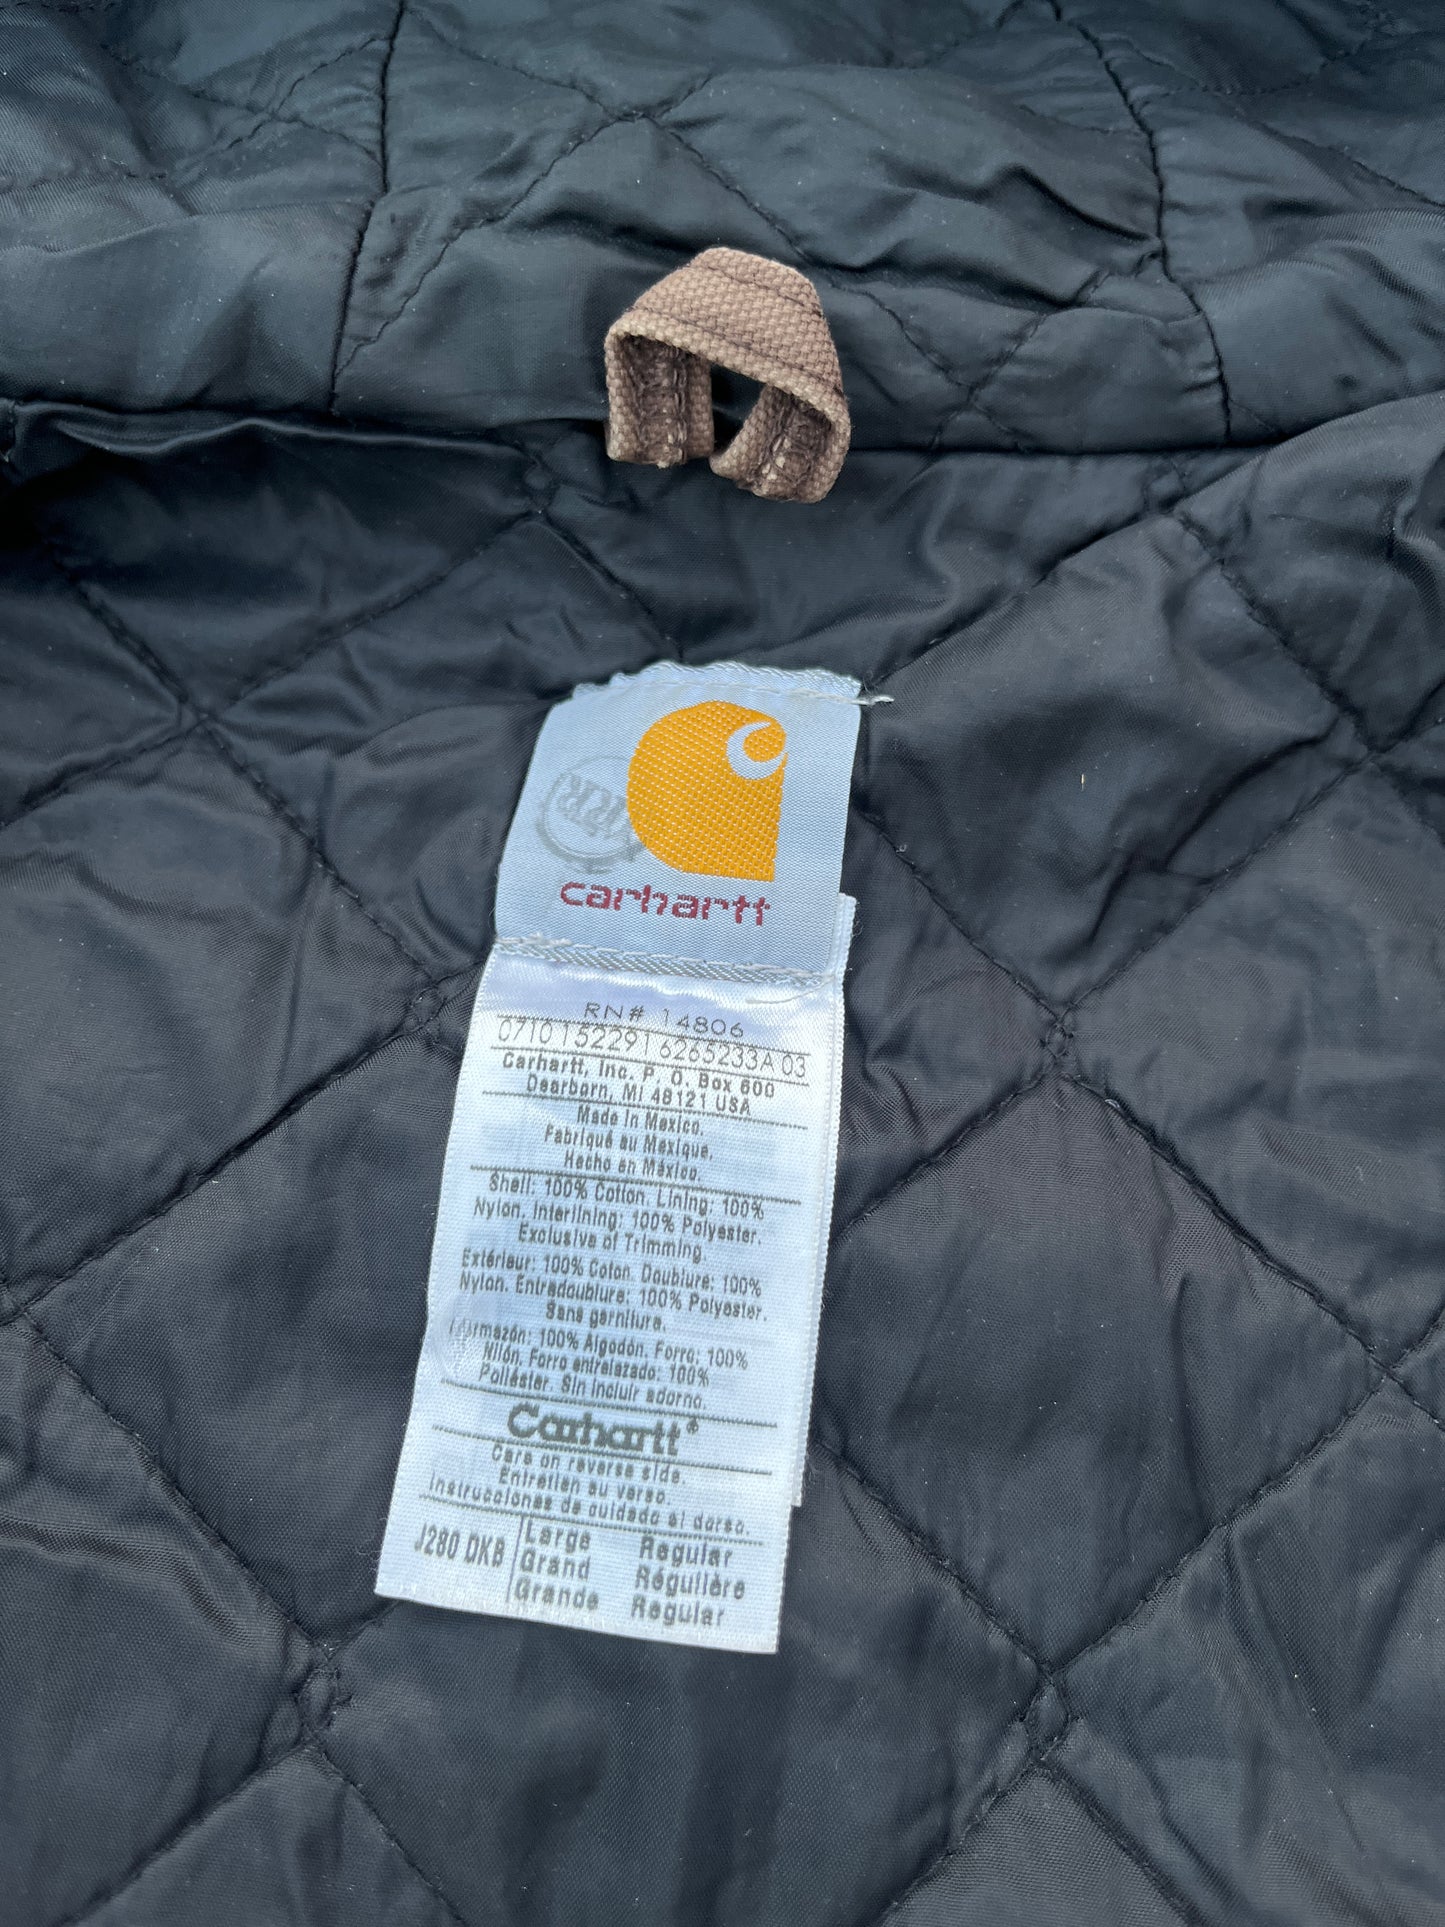 carhartt
RN# 14806
0710152291 6265233A 03
Carhartt, Inc. P. O. Box 600
Dearborn, MI 48121 USA
Made in Mexico.
Fabriqué au Mexique.
Hecho en México.
Shell: 100% Cotton. Lining: 100%
Nylon. Interlining: 100% Polyester.
Exclusive of Trimming.
Extérieur: 100% Coton. Doublure: 100%
Nylon. Entredoublure: 100% Polyester.
Sans garniture.
Armazón: 100% Algodón. Forro: 100%
Nilón. Forro entrelazado: 100%
Poliéster. Sin incluir adorno.
Carhartt
Care on reverse side.
Entretien au verso.
Instrucciones de cuidado al dorso.
J280 DKB
Large Regular
Grand Régulière
Grande Regular